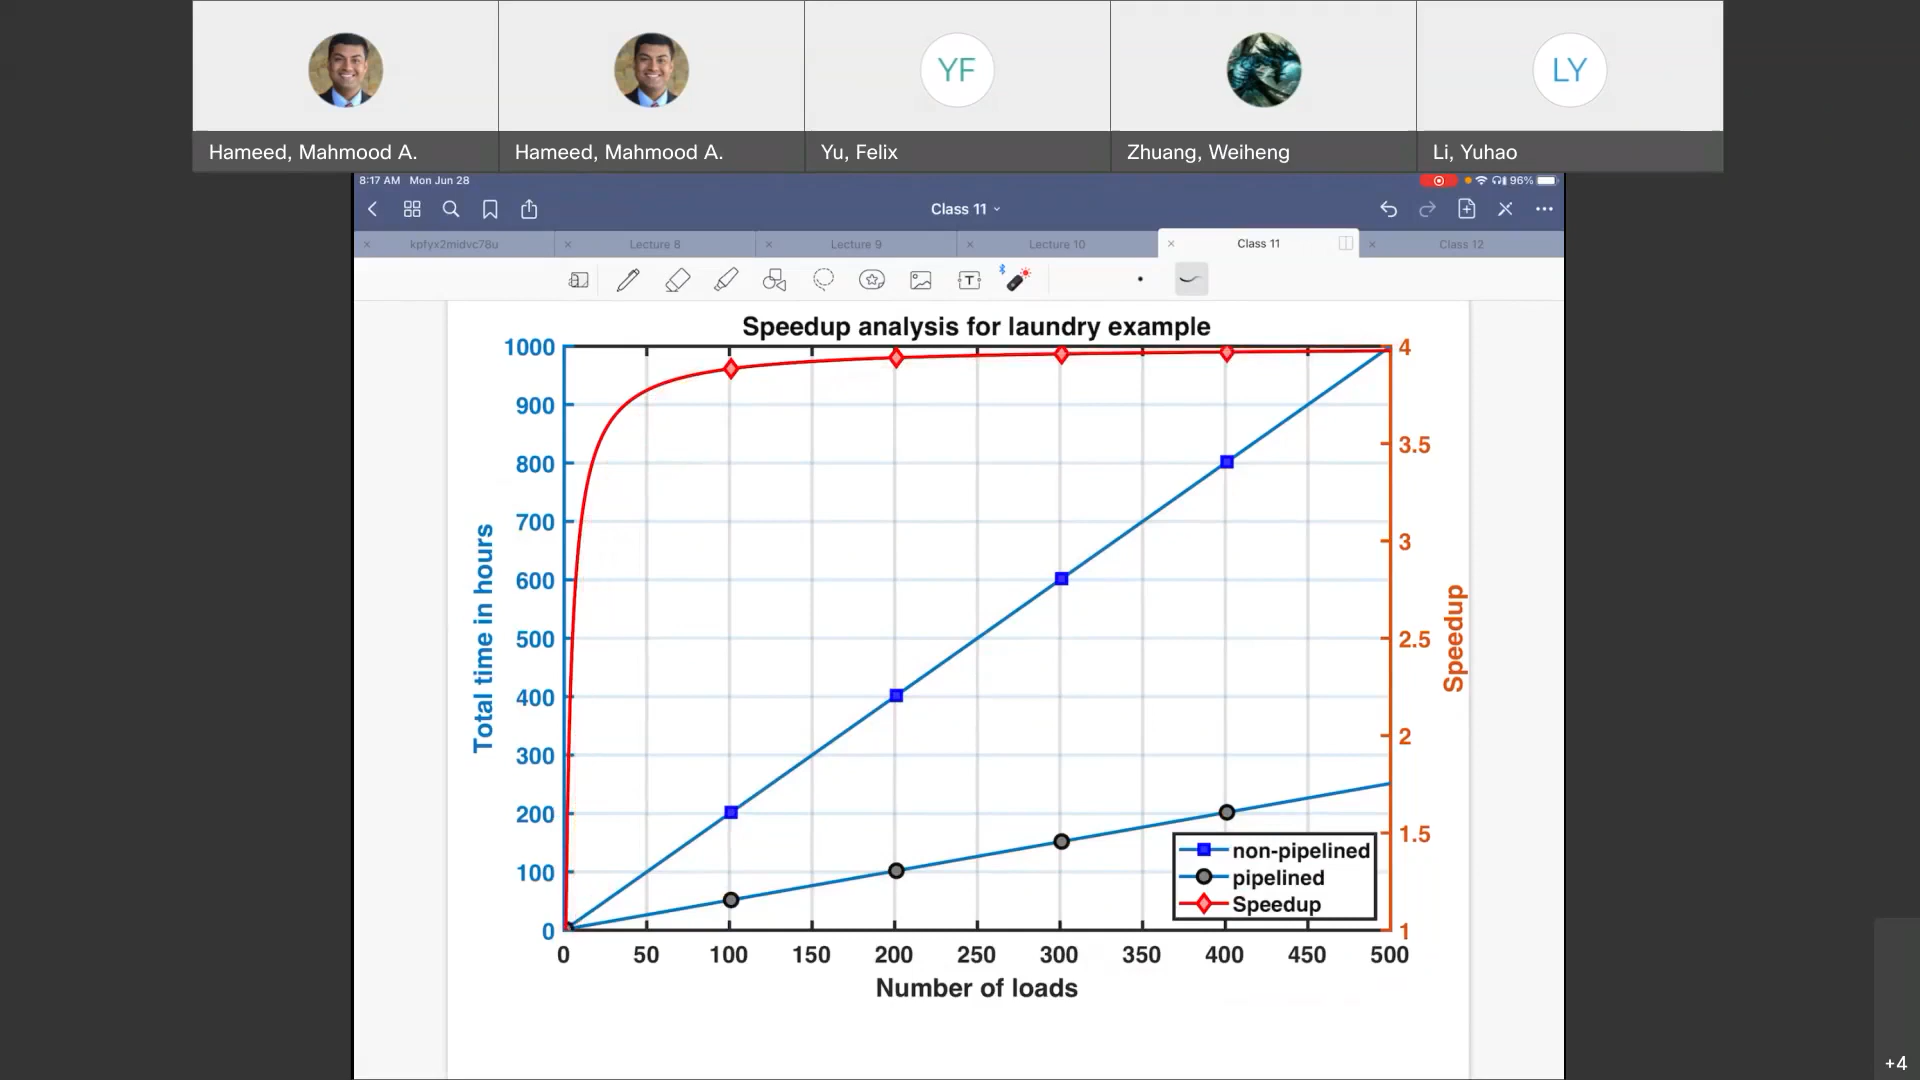 YF
LY
Hameed, Mahmood A.
Hameed, Mahmood A.
Yu, Felix
Zhuang, Weiheng
Li, Yuhao
8:17 AM Mon Jun 28
96%
Class 11
kpfyx2midvc78u
Lecture 8
Lecture 9
Lecture 10
Class 11
Class 12
T
Speedup analysis for laundry example
1000
900
800
700
600
500
400
300
200
100
0
Total time in hours
4
3.5
3
2.5
2
1.5
1
Speedup
non-pipelined
pipelined
Speedup
0 50 100 150 200 250 300 350 400 450 500
Number of loads
+4